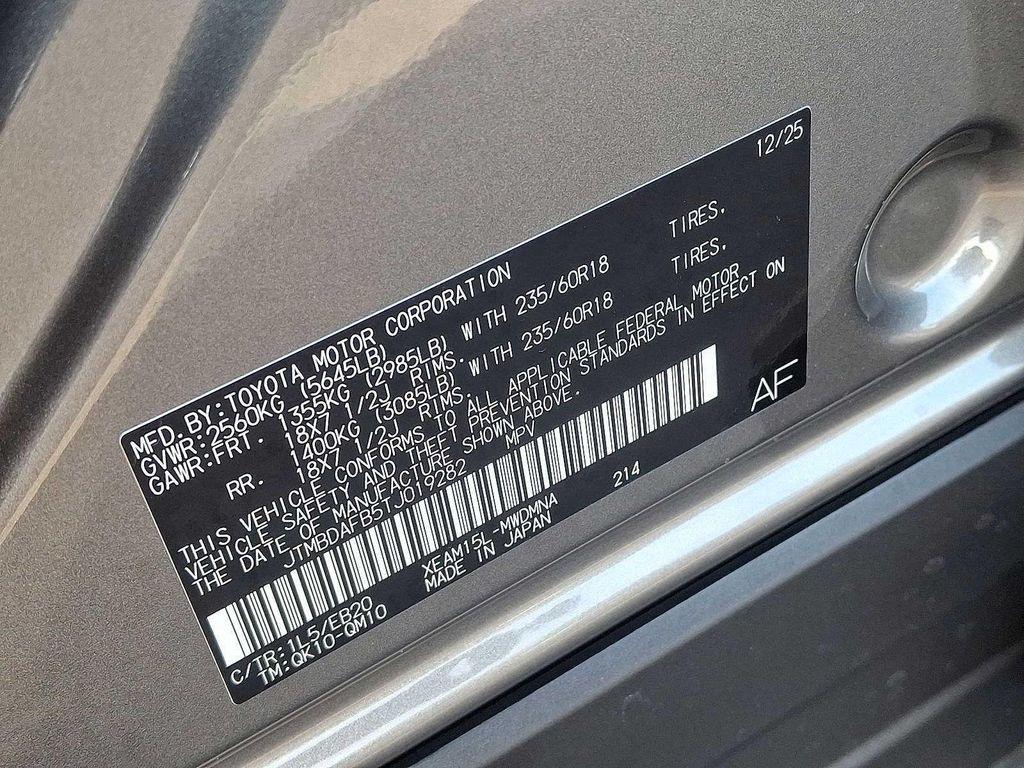 12/25
MFD.BY:TOYOTA MOTOR CORPORATION
GVWR:2560KG (5645LB)
GAWR:FRT. 1355KG (2985LB) WITH 235/60R18 TIRES,
18X7 1/2J RIMS.
RR. 1400KG (3085LB) WITH 235/60R18 TIRES,
18X7 1/2J RIMS.
THIS VEHICLE CONFORMS TO ALL APPLICABLE FEDERAL MOTOR
VEHICLE SAFETY AND THEFT PREVENTION STANDARDS IN EFFECT ON
THE DATE OF MANUFACTURE SHOWN ABOVE.
JTMBDAFB5TJ019282 MPV
AF
C/TR:1L5/EB20 XEAM15L-MWDMNA 214
TM:QK10-QM10 MADE IN JAPAN